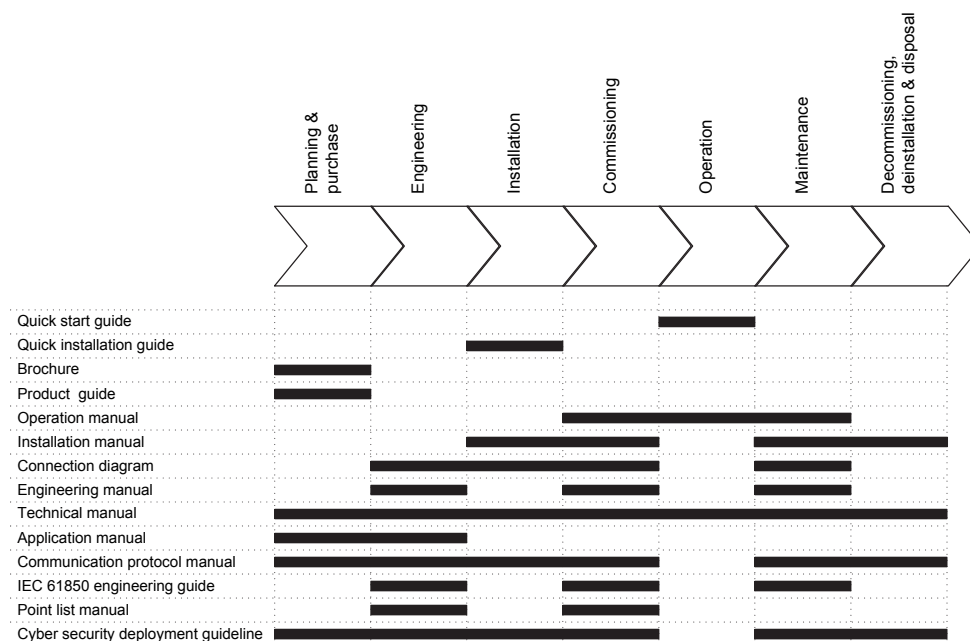 Planning &
purchase
Engineering
Installation
Commissioning
Operation
Maintenance
Decommissioning,
deinstallation & disposal
Quick start guide
Quick installation guide
Brochure
Product guide
Operation manual
Installation manual
Connection diagram
Engineering manual
Technical manual
Application manual
Communication protocol manual
IEC 61850 engineering guide
Point list manual
Cyber security deployment guideline